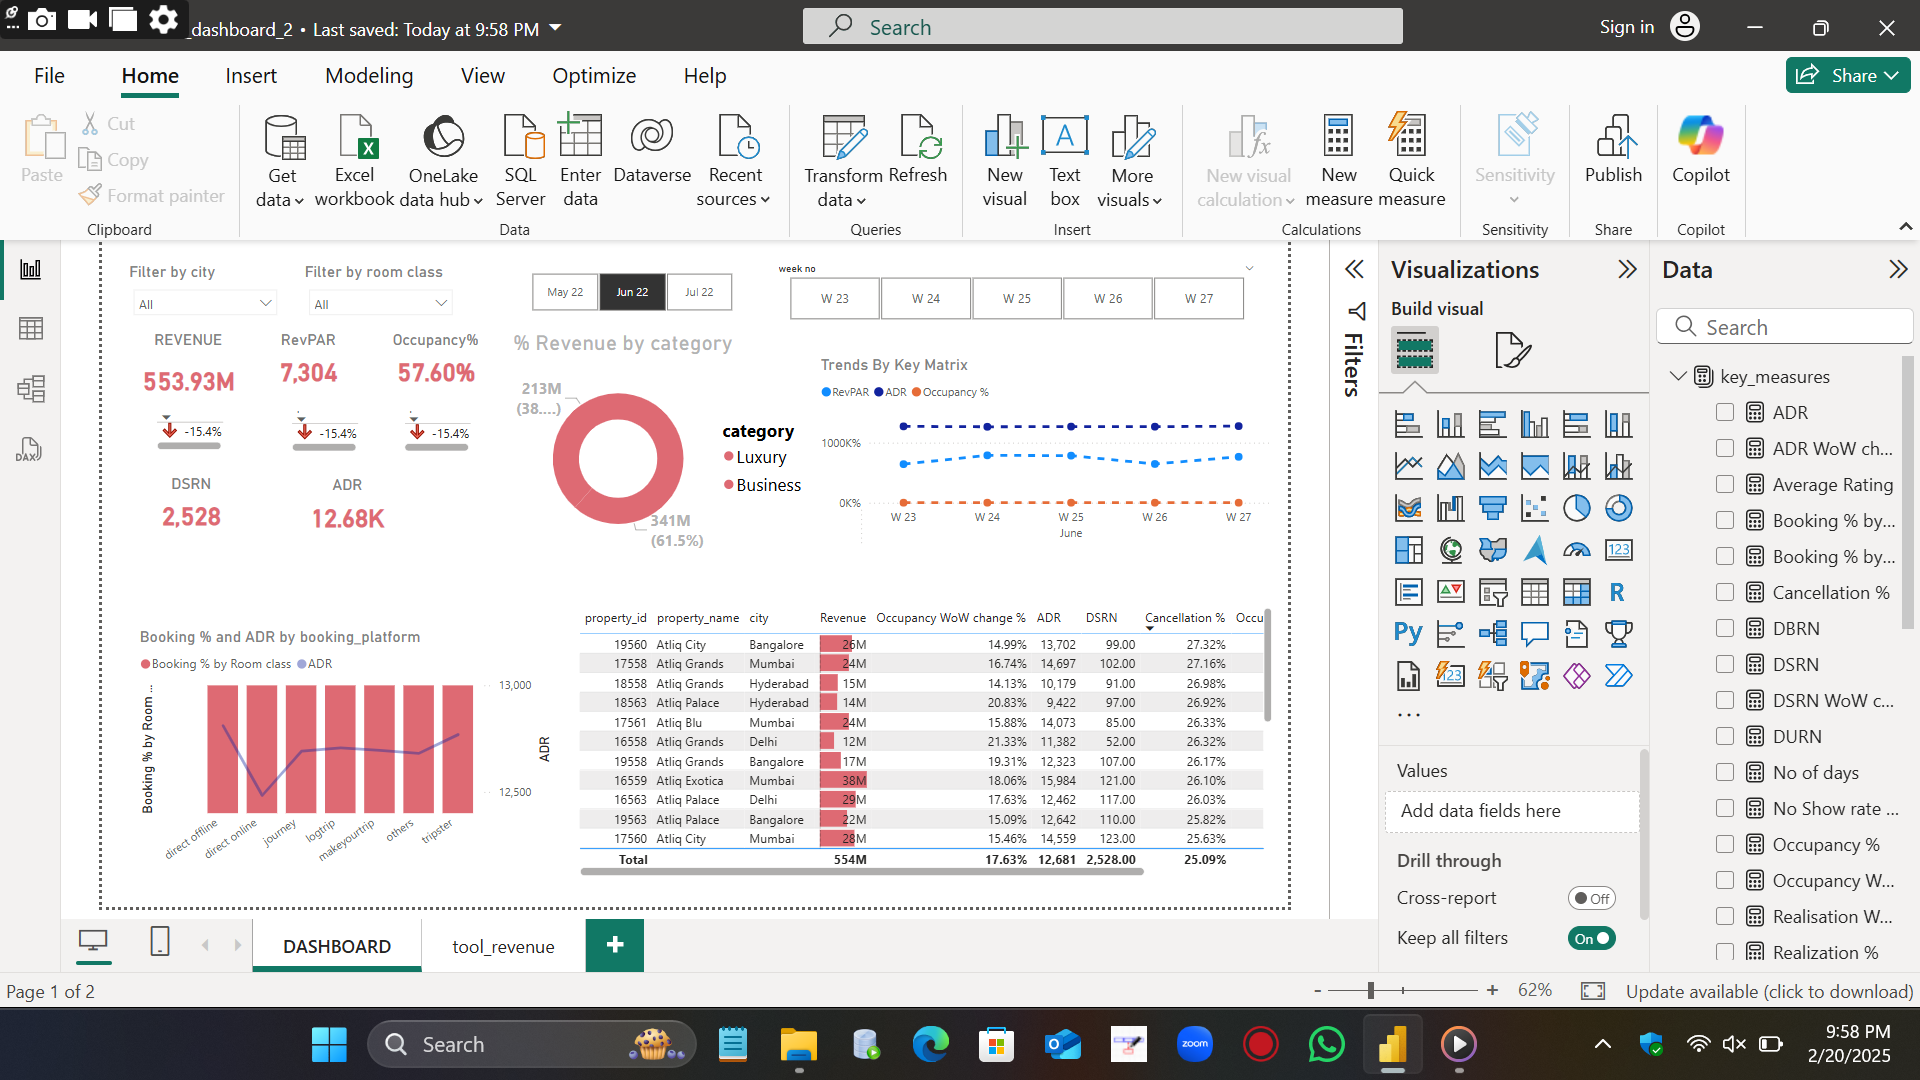 _dashboard_2 • Last saved: Today at 9:58 PM
Search
Sign in
File Home Insert Modeling View Optimize Help
Share
Paste
Cut
Copy
Format painter
Clipboard
Get data
Excel workbook
OneLake data hub
SQL Server
Enter data
Dataverse
Recent sources
Data
Transform data
Refresh
Queries
New visual
Text box
More visuals
Insert
New visual calculation
New measure
Quick measure
Calculations
Sensitivity
Sensitivity
Publish
Share
Copilot
Copilot
Filter by city
All
Filter by room class
All
May 22 Jun 22 Jul 22
week no
W 23 W 24 W 25 W 26 W 27
REVENUE RevPAR Occupancy%
553.93M 7,304 57.60%
-15.4% -15.4% -15.4%
DSRN ADR
2,528 12.68K
% Revenue by category
213M
(38....)
341M
(61.5%)
category
Luxury
Business
Trends By Key Matrix
RevPAR ADR Occupancy %
1000K%
0K%
W 23 W 24 W 25 W 26 W 27
June
Booking % and ADR by booking_platform
Booking % by Room class ADR
Booking % by Room ...
13,000
12,500
ADR
direct offline direct online journey logtrip makeyourtrip others tripster
property_id property_name city Revenue Occupancy WoW change % ADR DSRN Cancellation % Occu
19560 Atliq City Bangalore 26M 14.99% 13,702 99.00 27.32%
17558 Atliq Grands Mumbai 24M 16.74% 14,697 102.00 27.16%
18558 Atliq Grands Hyderabad 15M 14.13% 10,179 91.00 26.98%
18563 Atliq Palace Hyderabad 14M 20.83% 9,422 97.00 26.92%
17561 Atliq Blu Mumbai 24M 15.88% 14,073 85.00 26.33%
16558 Atliq Grands Delhi 12M 21.33% 11,382 52.00 26.32%
19558 Atliq Grands Bangalore 17M 19.31% 12,323 107.00 26.17%
16559 Atliq Exotica Mumbai 38M 18.06% 15,984 121.00 26.10%
16563 Atliq Palace Delhi 29M 17.63% 12,462 117.00 26.03%
19563 Atliq Palace Bangalore 22M 15.09% 12,642 110.00 25.82%
17560 Atliq City Mumbai 28M 15.46% 14,559 123.00 25.63%
Total 554M 17.63% 12,681 2,528.00 25.09%
Filters
Visualizations
Build visual
123
R
Py
123
...
Values
Add data fields here
Drill through
Cross-report Off
Keep all filters On
Data
Search
key_measures
ADR
ADR WoW ch...
Average Rating
Booking % by...
Booking % by...
Cancellation %
DBRN
DSRN
DSRN WoW c...
DURN
No of days
No Show rate ...
Occupancy %
Occupancy W...
Realisation W...
Realization %
DAX
DASHBOARD tool_revenue +
Page 1 of 2
- + 62%
Update available (click to download)
Search
zoom
9:58 PM
2/20/2025